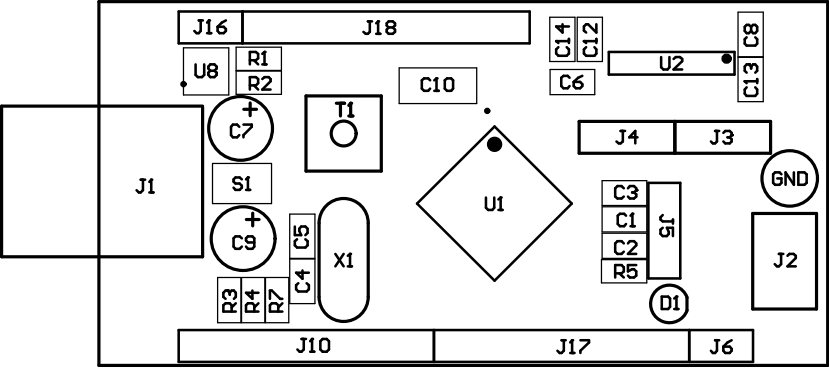 J16 J18
R1
R2
U8
C14 C12
U2
C8
C13
C10
C6
T1
C7
J4 J3
J1
S1
GND
C3
C1
C2
R5
J5
U1
C9
C5
C4
X1
J2
R3 R4 R7
D1
J10 J17 J6